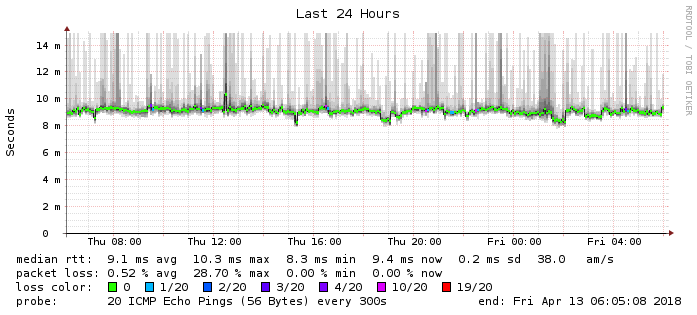 Last 24 Hours
RRDTOOL / TOBI OETIKER
Seconds
14 m
12 m
10 m
8 m
6 m
4 m
2 m
0
Thu 08:00 Thu 12:00 Thu 16:00 Thu 20:00 Fri 00:00 Fri 04:00
median rtt: 9.1 ms avg 10.3 ms max 8.3 ms min 9.4 ms now 0.2 ms sd 38.0 am/s
packet loss: 0.52 % avg 28.70 % max 0.00 % min 0.00 % now
loss color: 0 1/20 2/20 3/20 4/20 10/20 19/20
probe: 20 ICMP Echo Pings (56 Bytes) every 300s end: Fri Apr 13 06:05:08 2018